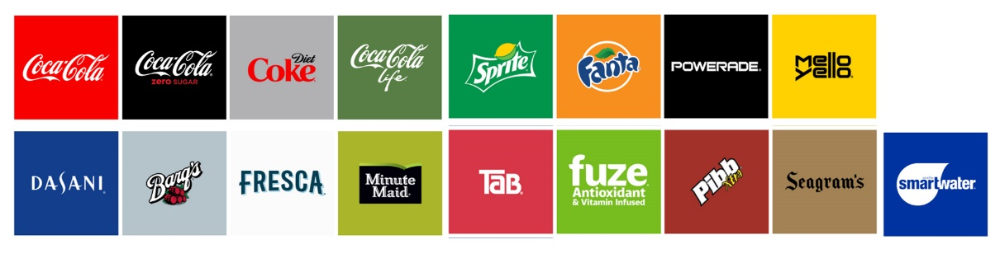 Coca-Cola
Coca-Cola
zero SUGAR
Diet
Coke
Coca-Cola
life
Sprite
Fanta
POWERADE
mello
yello
DASANI
Barq's
FRESCA
Minute
Maid
TaB
fuze
Antioxidant
& Vitamin Infused
Pibb
Xtra
Seagram's
smartwater